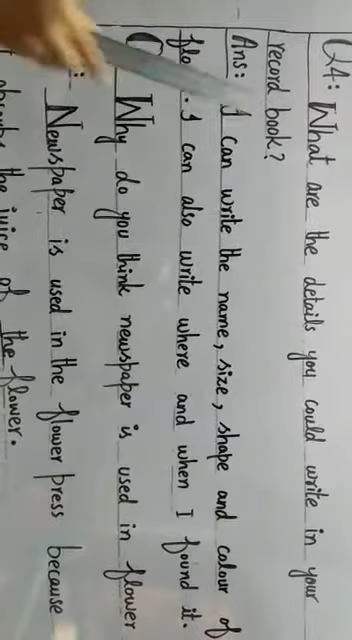 Q4: What are the details you could write in your
record book?
Ans: I can write the name, size, shape and colour of
flo. I can also write where and when I found it.
Why do you think newspaper is used in flower
: Newspaper is used in the flower press because
absorbs the juice of the flower.